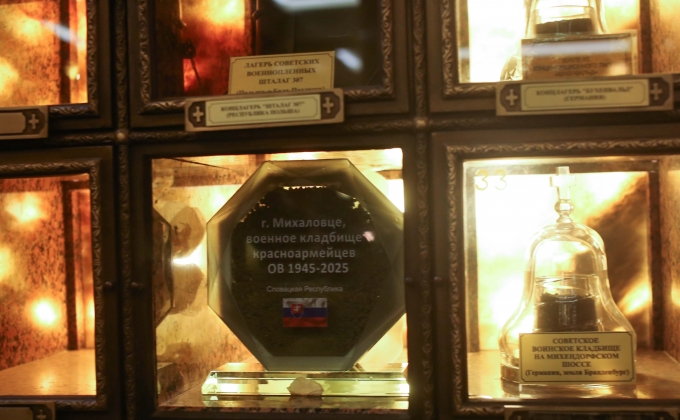 ЛАГЕРЬ СОВЕТСКИХ
ВОЕННОПЛЕННЫХ
ШТАЛАГ 307
КОНЦЛАГЕРЬ "ШТАЛАГ 307"
(РЕСПУБЛИКА ПОЛЬША)
КОНЦЛАГЕРЬ "БУХЕНВАЛЬД"
(ГЕРМАНИЯ)
г. Михаловце,
военное кладбище
красноармейцев
ОВ 1945-2025
Словацкая Республика
33
СОВЕТСКОЕ
ВОИНСКОЕ КЛАДБИЩЕ
НА МИХЕНДОРФСКОМ
ШОССЕ
(Германия, земля Бранденбург)